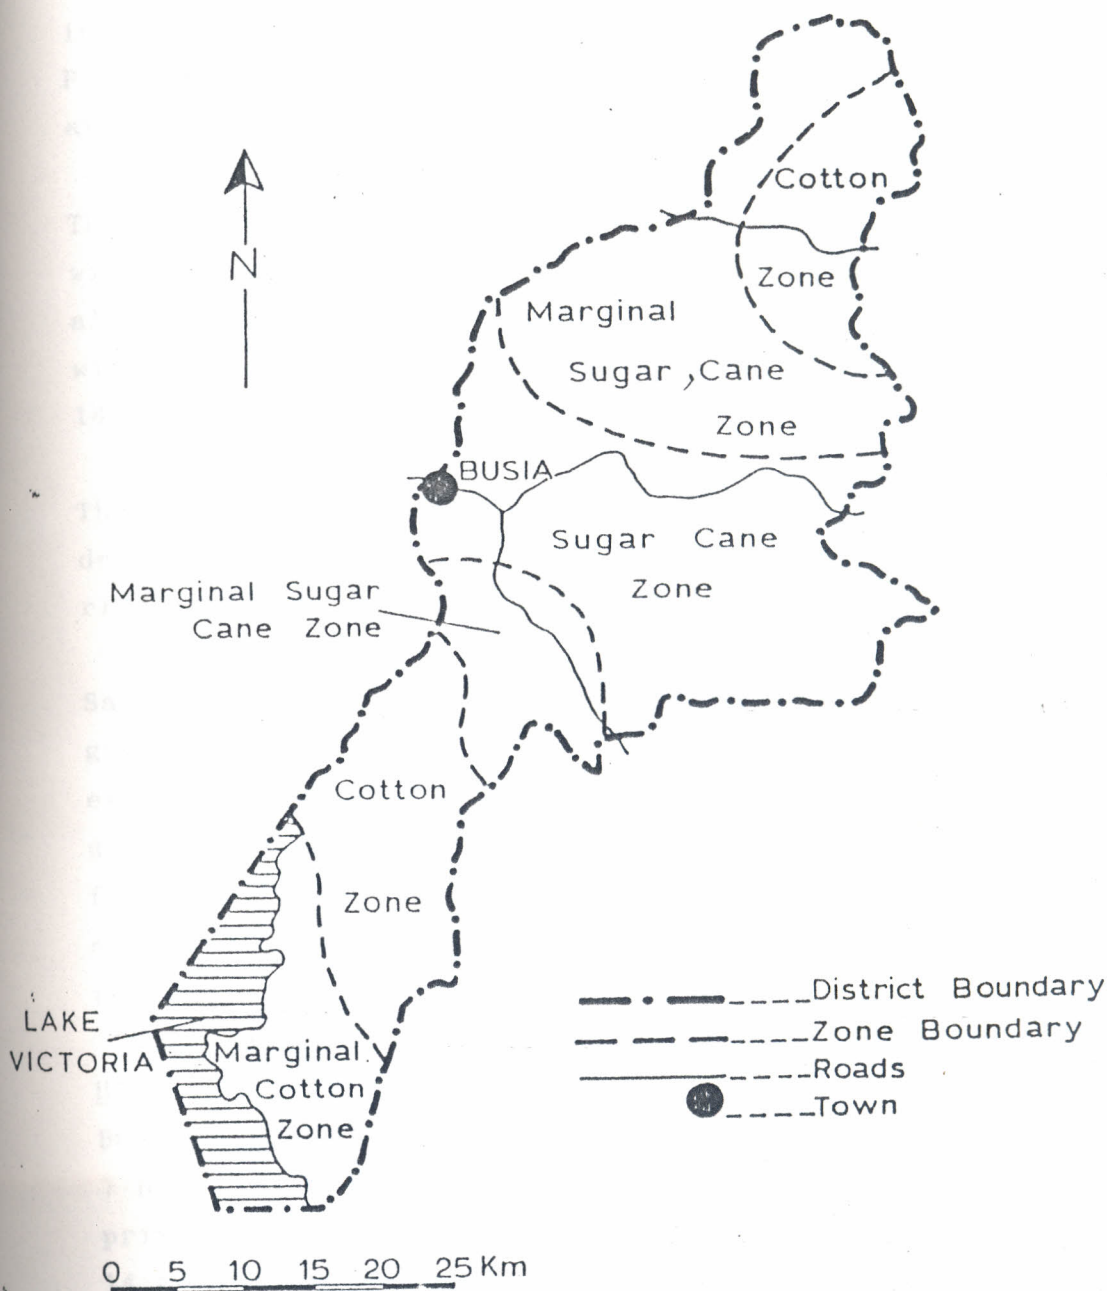 Cotton
Zone
N
Marginal
Sugar, Cane
Zone
BUSIA
Sugar Cane
Zone
Marginal Sugar
Cane Zone
Cotton
Zone
LAKE
VICTORIA
Marginal
Cotton
Zone
District Boundary
Zone Boundary
Roads
Town
0 5 10 15 20 25 Km